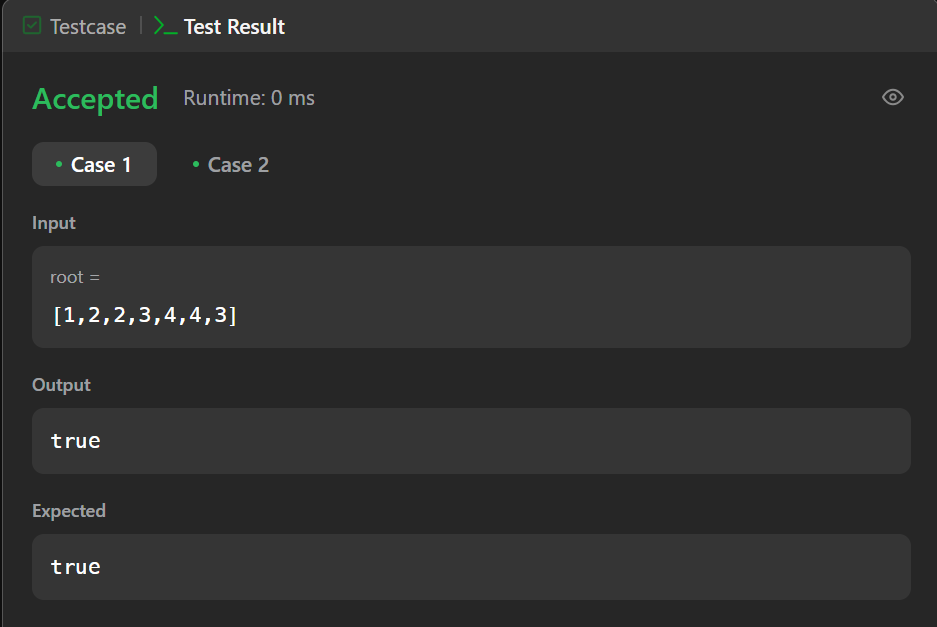 Testcase | Test Result
Accepted Runtime: 0 ms
Case 1 Case 2
Input
root =
[1,2,2,3,4,4,3]
Output
true
Expected
true